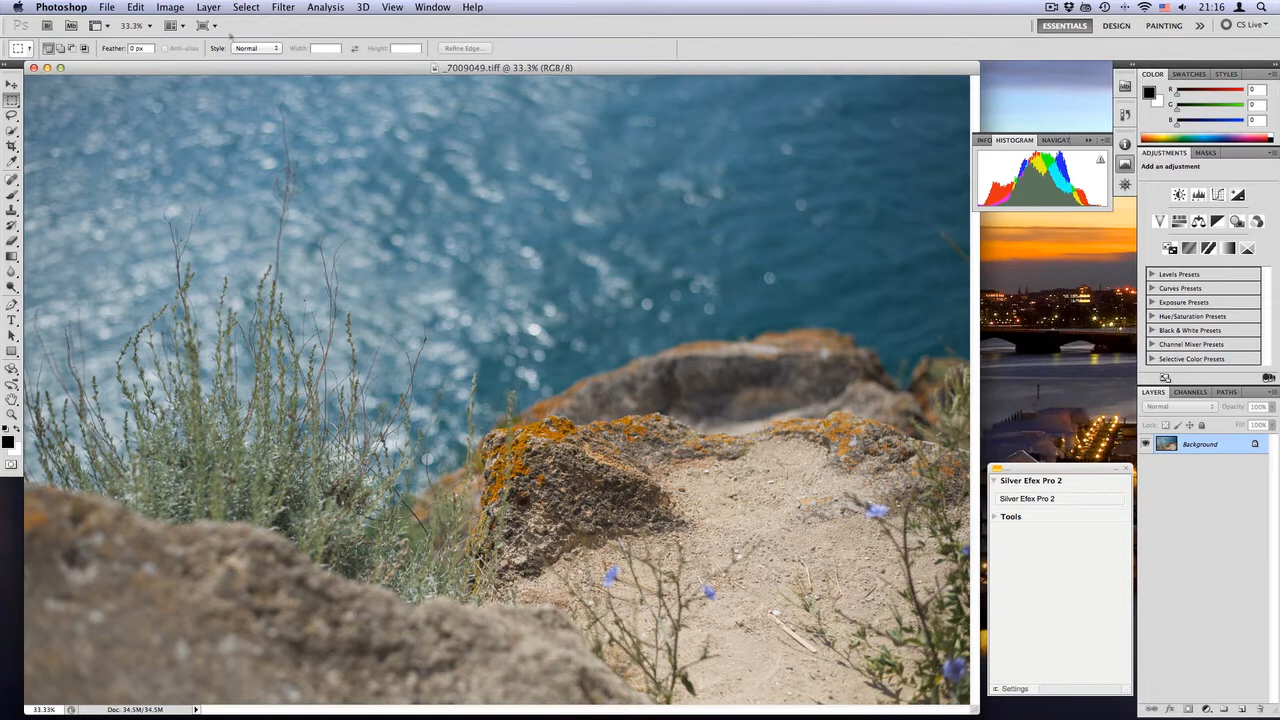 Photoshop File Edit Image Layer Select Filter Analysis 3D View Window Help 21:16
Ps Br Mb 33.3% ESSENTIALS DESIGN PAINTING CS Live
Feather: 0 px Anti-alias Style: Normal Width: Height: Refine Edge...
_7009049.tiff @ 33.3% (RGB/8)
Mb
COLOR SWATCHES STYLES
R 0
G 0
B 0
INFO HISTOGRAM NAVIGAT
ADJUSTMENTS MASKS
Add an adjustment
Levels Presets
Curves Presets
Exposure Presets
Hue/Saturation Presets
Black & White Presets
Channel Mixer Presets
Selective Color Presets
LAYERS CHANNELS PATHS
Normal Opacity: 100%
Lock: Fill: 100%
Background
Silver Efex Pro 2
Silver Efex Pro 2
Tools
Settings
33.33% Doc: 34.5M/34.5M